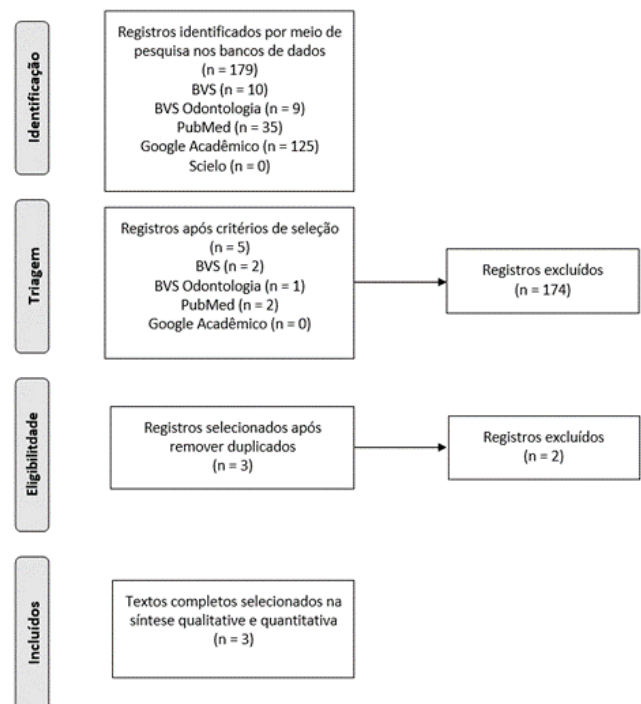 Identificação
Registros identificados por meio de
pesquisa nos bancos de dados
(n = 179)
BVS (n = 10)
BVS Odontologia (n = 9)
PubMed (n = 35)
Google Acadêmico (n = 125)
Scielo (n = 0)
Triagem
Registros após critérios de seleção
(n = 5)
BVS (n = 2)
BVS Odontologia (n = 1)
PubMed (n = 2)
Google Acadêmico (n = 0)
Registros excluídos
(n = 174)
Eligibilitdade
Registros selecionados após
remover duplicados
(n = 3)
Registros excluídos
(n = 2)
Incluídos
Textos completos selecionados na
síntese qualitative e quantitativa
(n = 3)